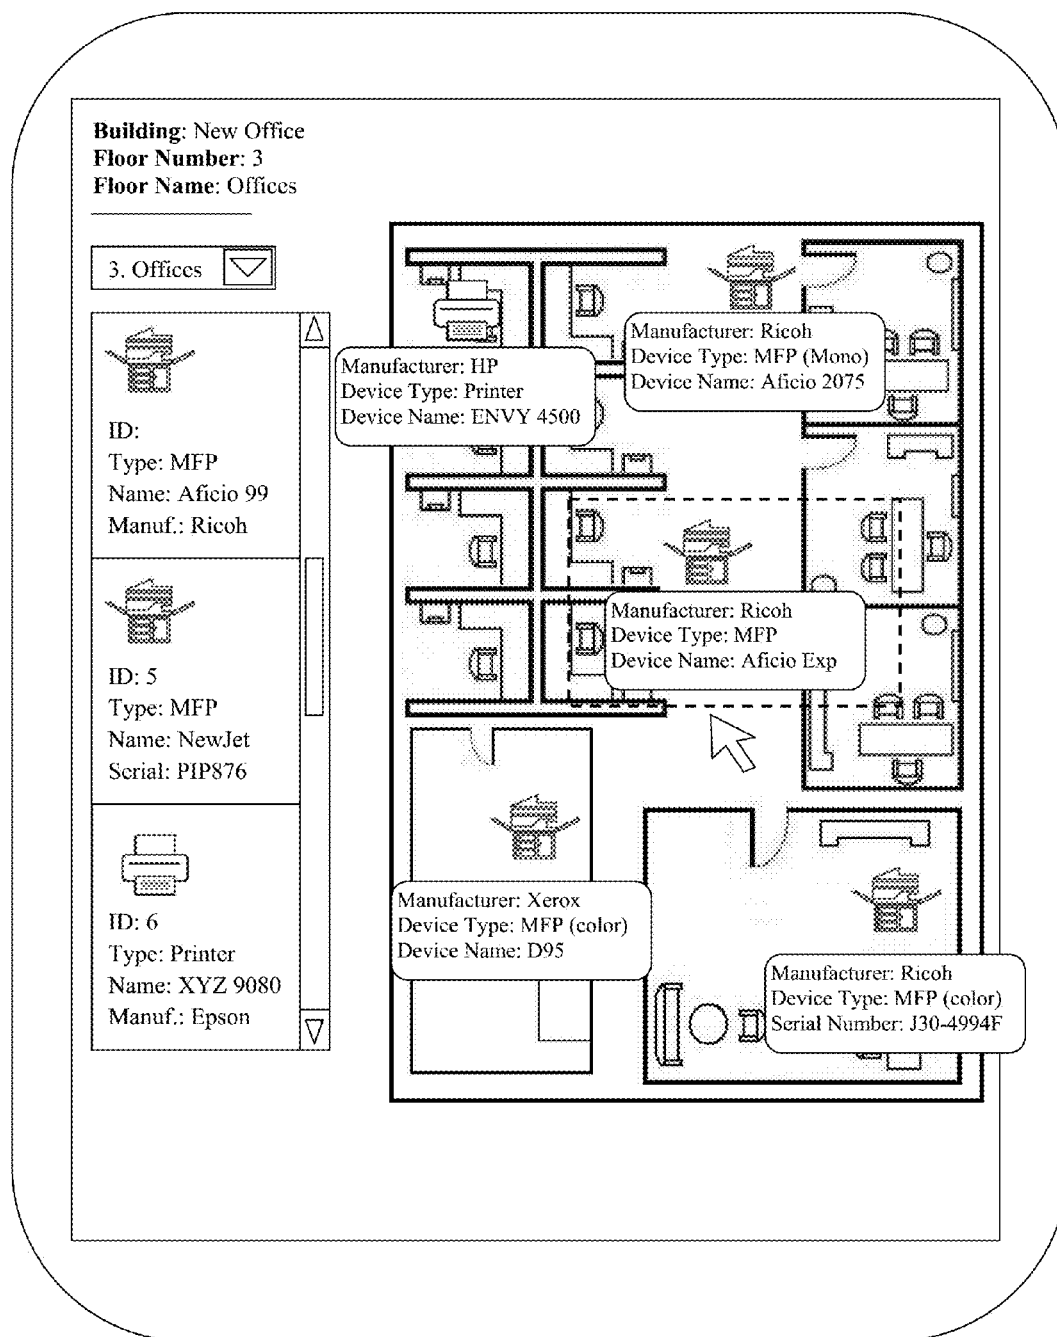 Building: New Office
Floor Number: 3
Floor Name: Offices
3. Offices
ID:
Type: MFP
Name: Aficio 99
Manuf.: Ricoh
ID: 5
Type: MFP
Name: NewJet
Serial: PIP876
ID: 6
Type: Printer
Name: XYZ 9080
Manuf.: Epson
Manufacturer: HP
Device Type: Printer
Device Name: ENVY 4500
Manufacturer: Ricoh
Device Type: MFP (Mono)
Device Name: Aficio 2075
Manufacturer: Ricoh
Device Type: MFP
Device Name: Aficio Exp
Manufacturer: Xerox
Device Type: MFP (color)
Device Name: D95
Manufacturer: Ricoh
Device Type: MFP (color)
Serial Number: J30-4994F